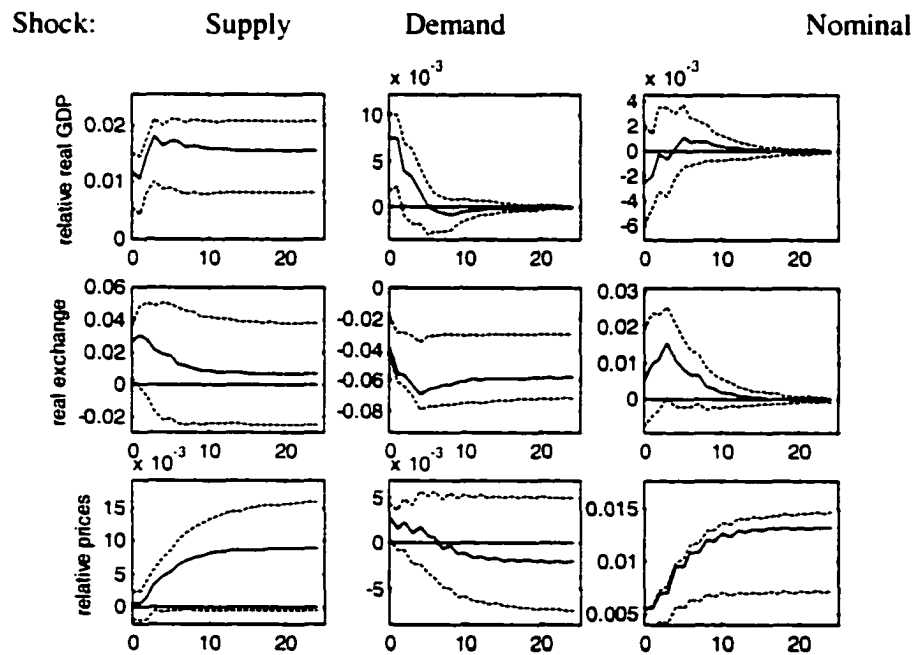 Shock: Supply Demand Nominal
x 10⁻³ x 10⁻³
relative real GDP
0.02
0.01
0
0 10 20
10
5
0
0 10 20
4
2
0
-2
-4
-6
0 10 20
real exchange
0.06
0.04
0.02
0
-0.02
0 10 20
0
-0.02
-0.04
-0.06
-0.08
0 10 20
0.03
0.02
0.01
0
0 10 20
x 10⁻³ x 10⁻³
relative prices
15
10
5
0
0 10 20
5
0
-5
0 10 20
0.015
0.01
0.005
0 10 20